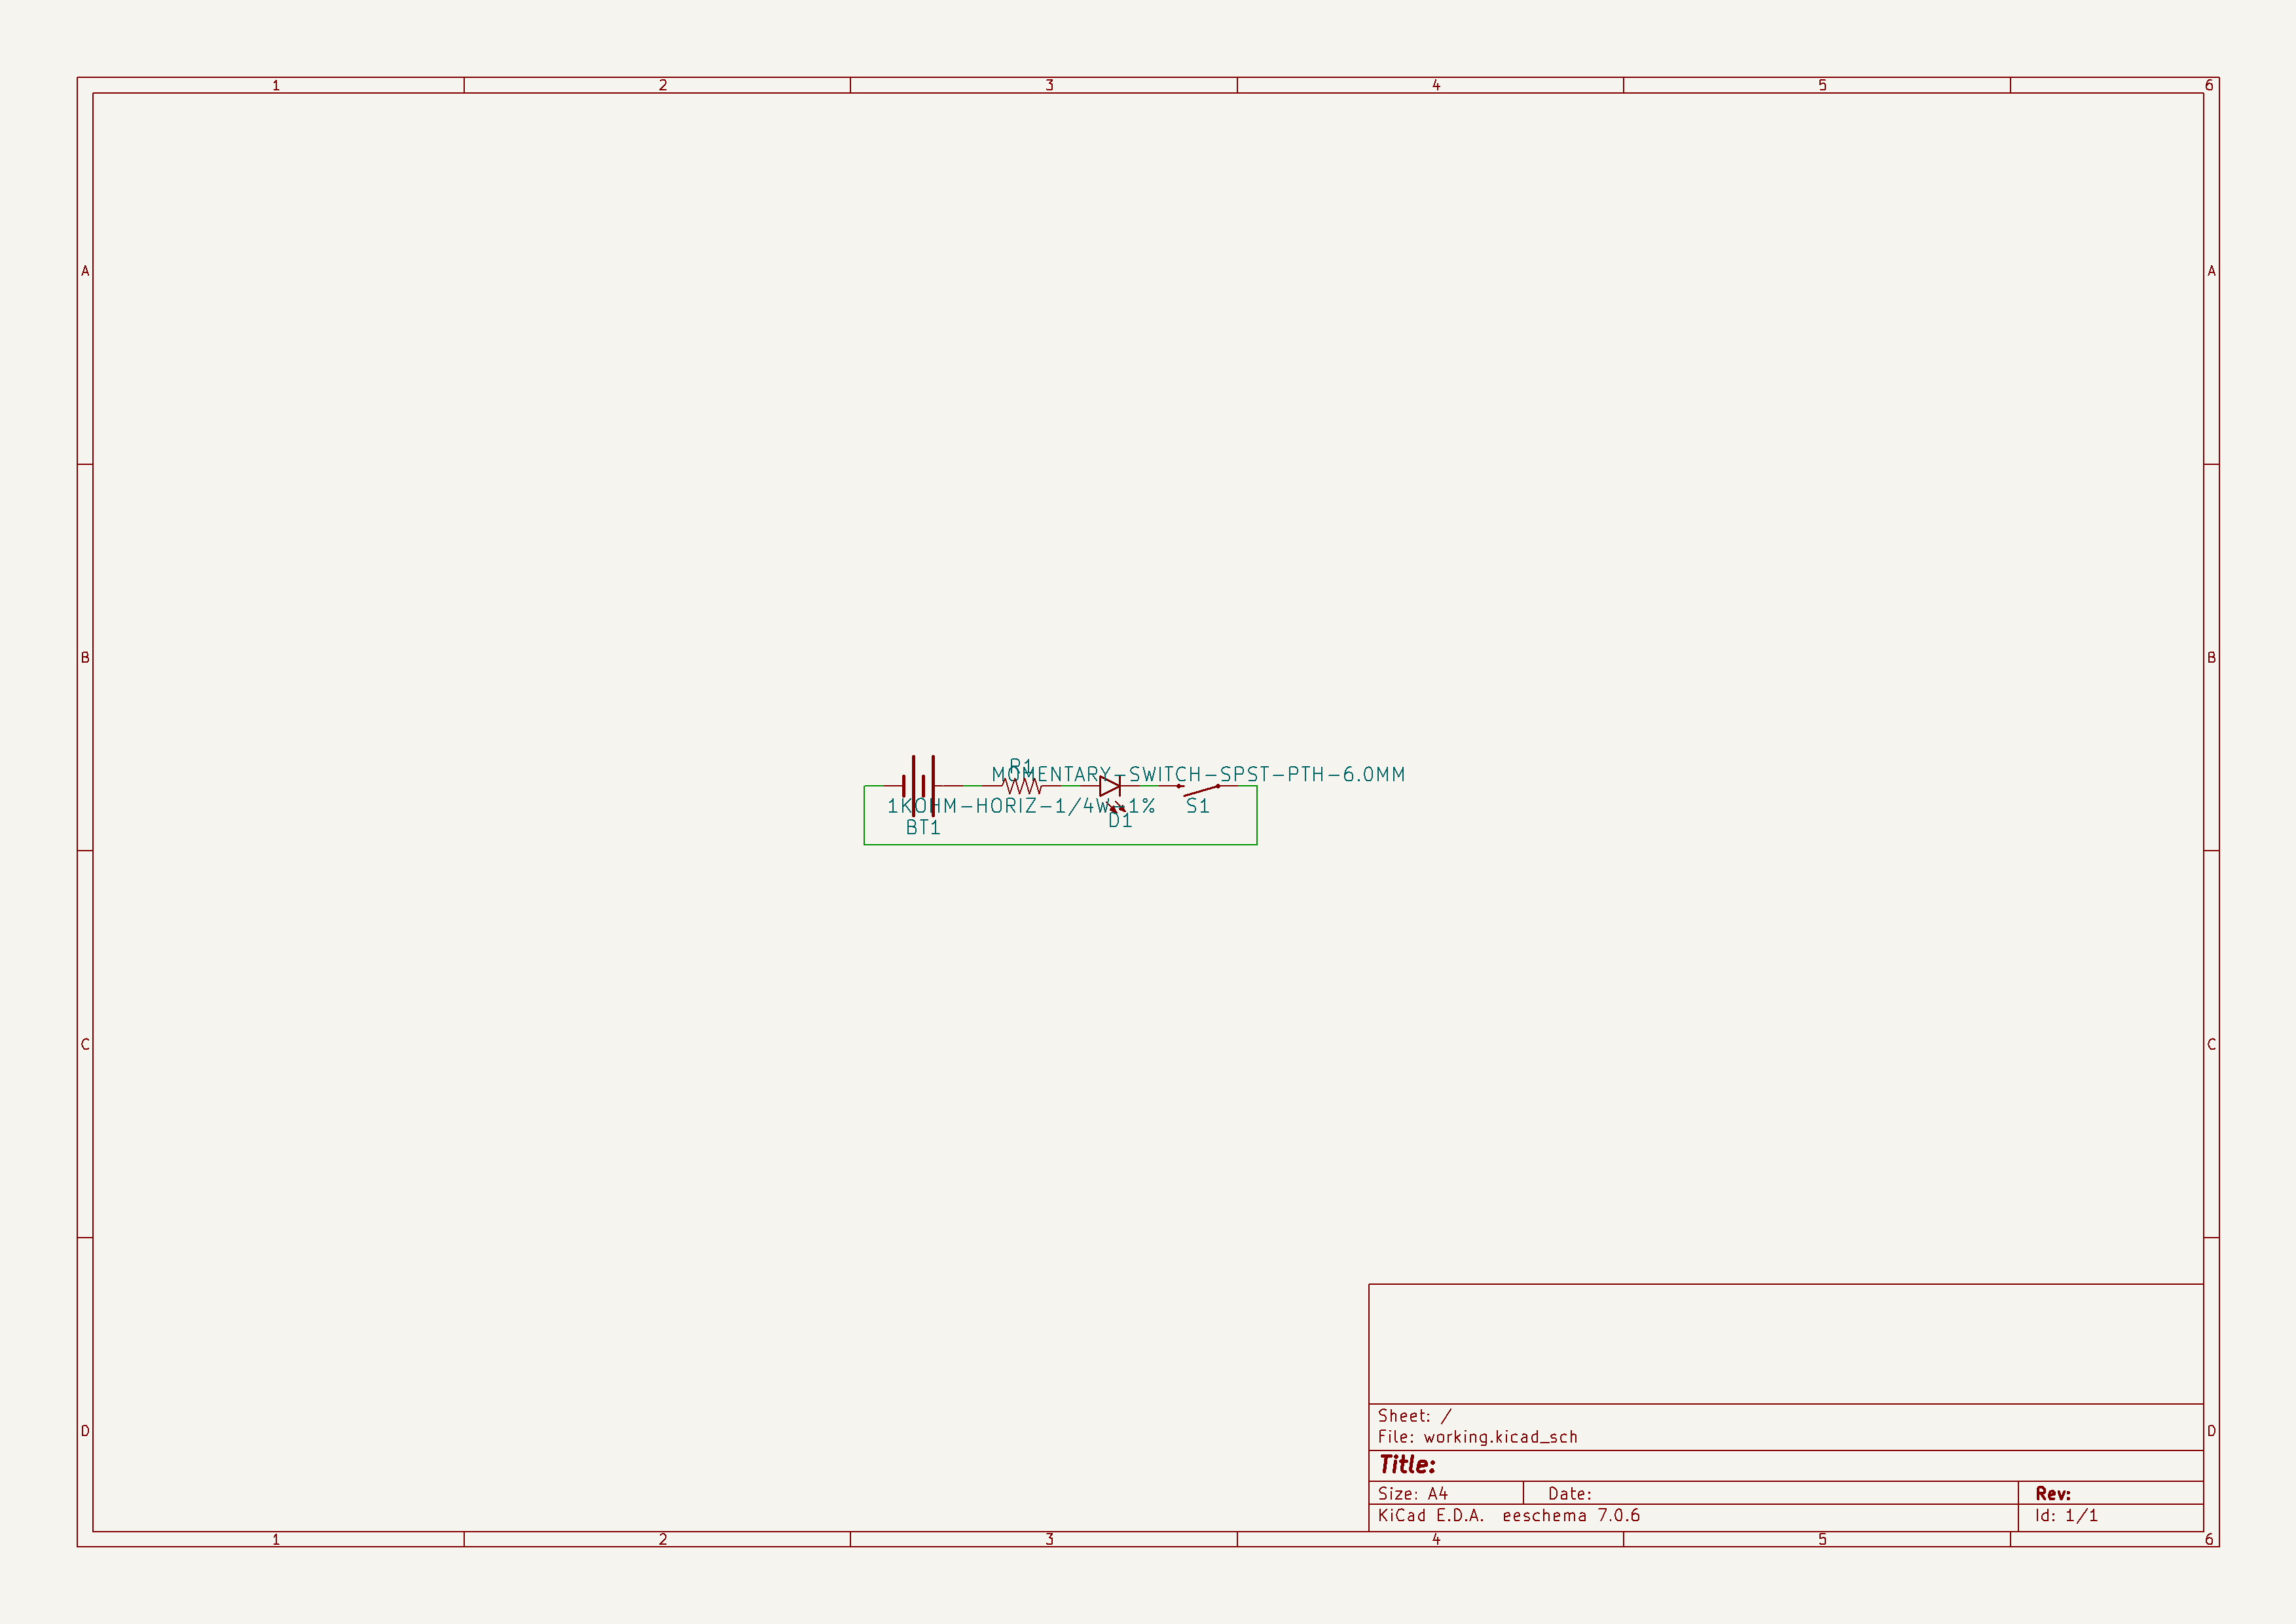 1 2 3 4 5 6
A A
B B
R1
MOMENTARY-SWITCH-SPST-PTH-6.0MM
1KOHM-HORIZ-1/4W-1% S1
D1
BT1
C C
Sheet: /
File: working.kicad_sch
D D
Title:
Size: A4 Date: Rev:
KiCad E.D.A. eeschema 7.0.6 Id: 1/1
1 2 3 4 5 6